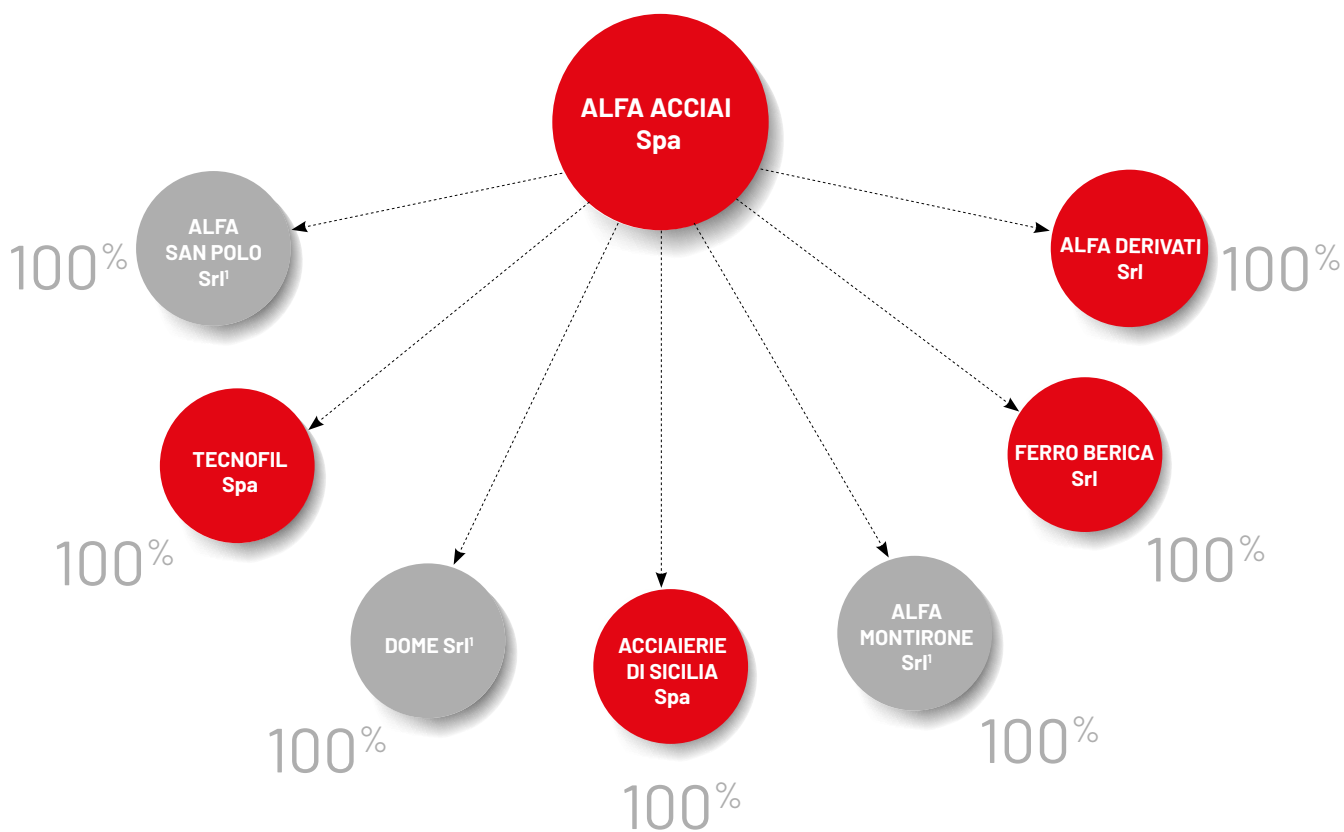 ALFA ACCIAI
Spa
ALFA
SAN POLO
Srl¹
100%
ALFA DERIVATI
Srl
100%
TECNOFIL
Spa
100%
FERRO BERICA
Srl
100%
DOME Srl¹
100%
ACCIAIERIE
DI SICILIA
Spa
100%
ALFA
MONTIRONE
Srl¹
100%